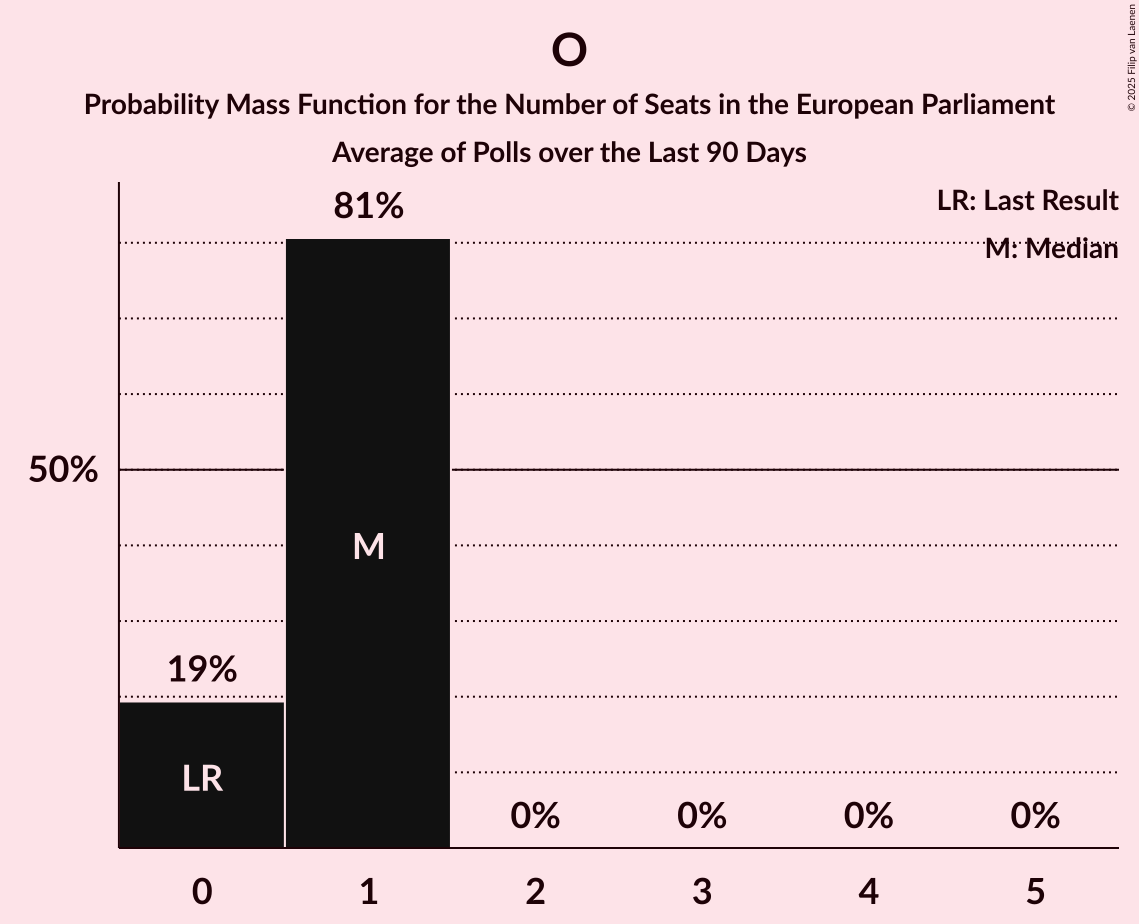 O
Probability Mass Function for the Number of Seats in the European Parliament
Average of Polls over the Last 90 Days
© 2025 Filip van Laenen
LR: Last Result
M: Median
81%
50%
M
19%
LR
0% 0% 0% 0%
0 1 2 3 4 5